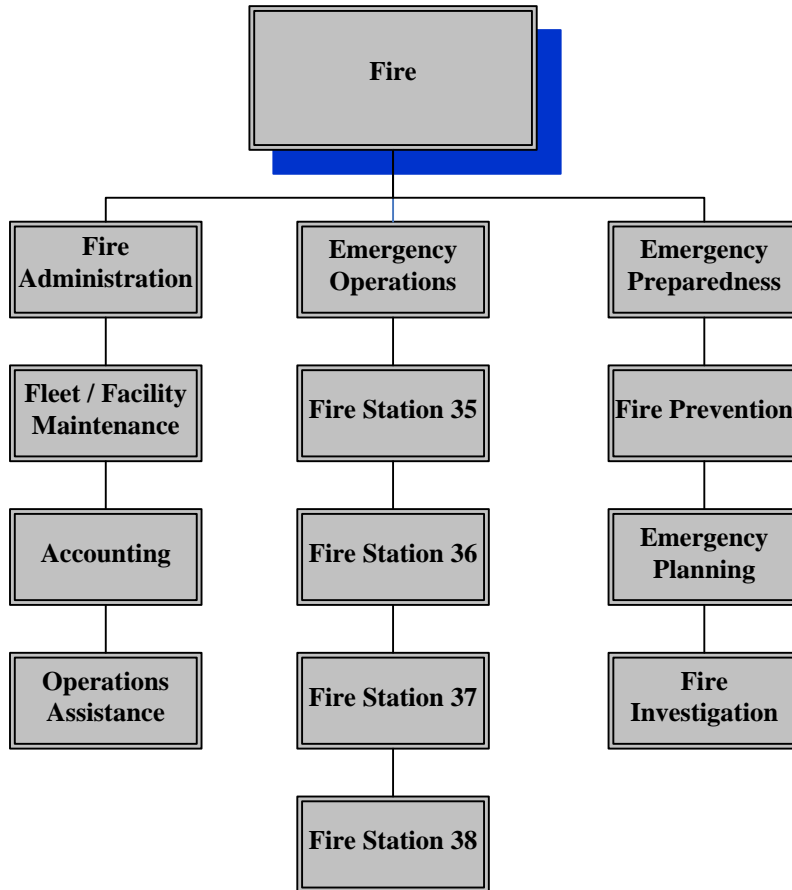 Fire
Fire
Administration
Emergency
Operations
Emergency
Preparedness
Fleet / Facility
Maintenance
Fire Station 35
Fire Prevention
Accounting
Fire Station 36
Emergency
Planning
Operations
Assistance
Fire Station 37
Fire
Investigation
Fire Station 38